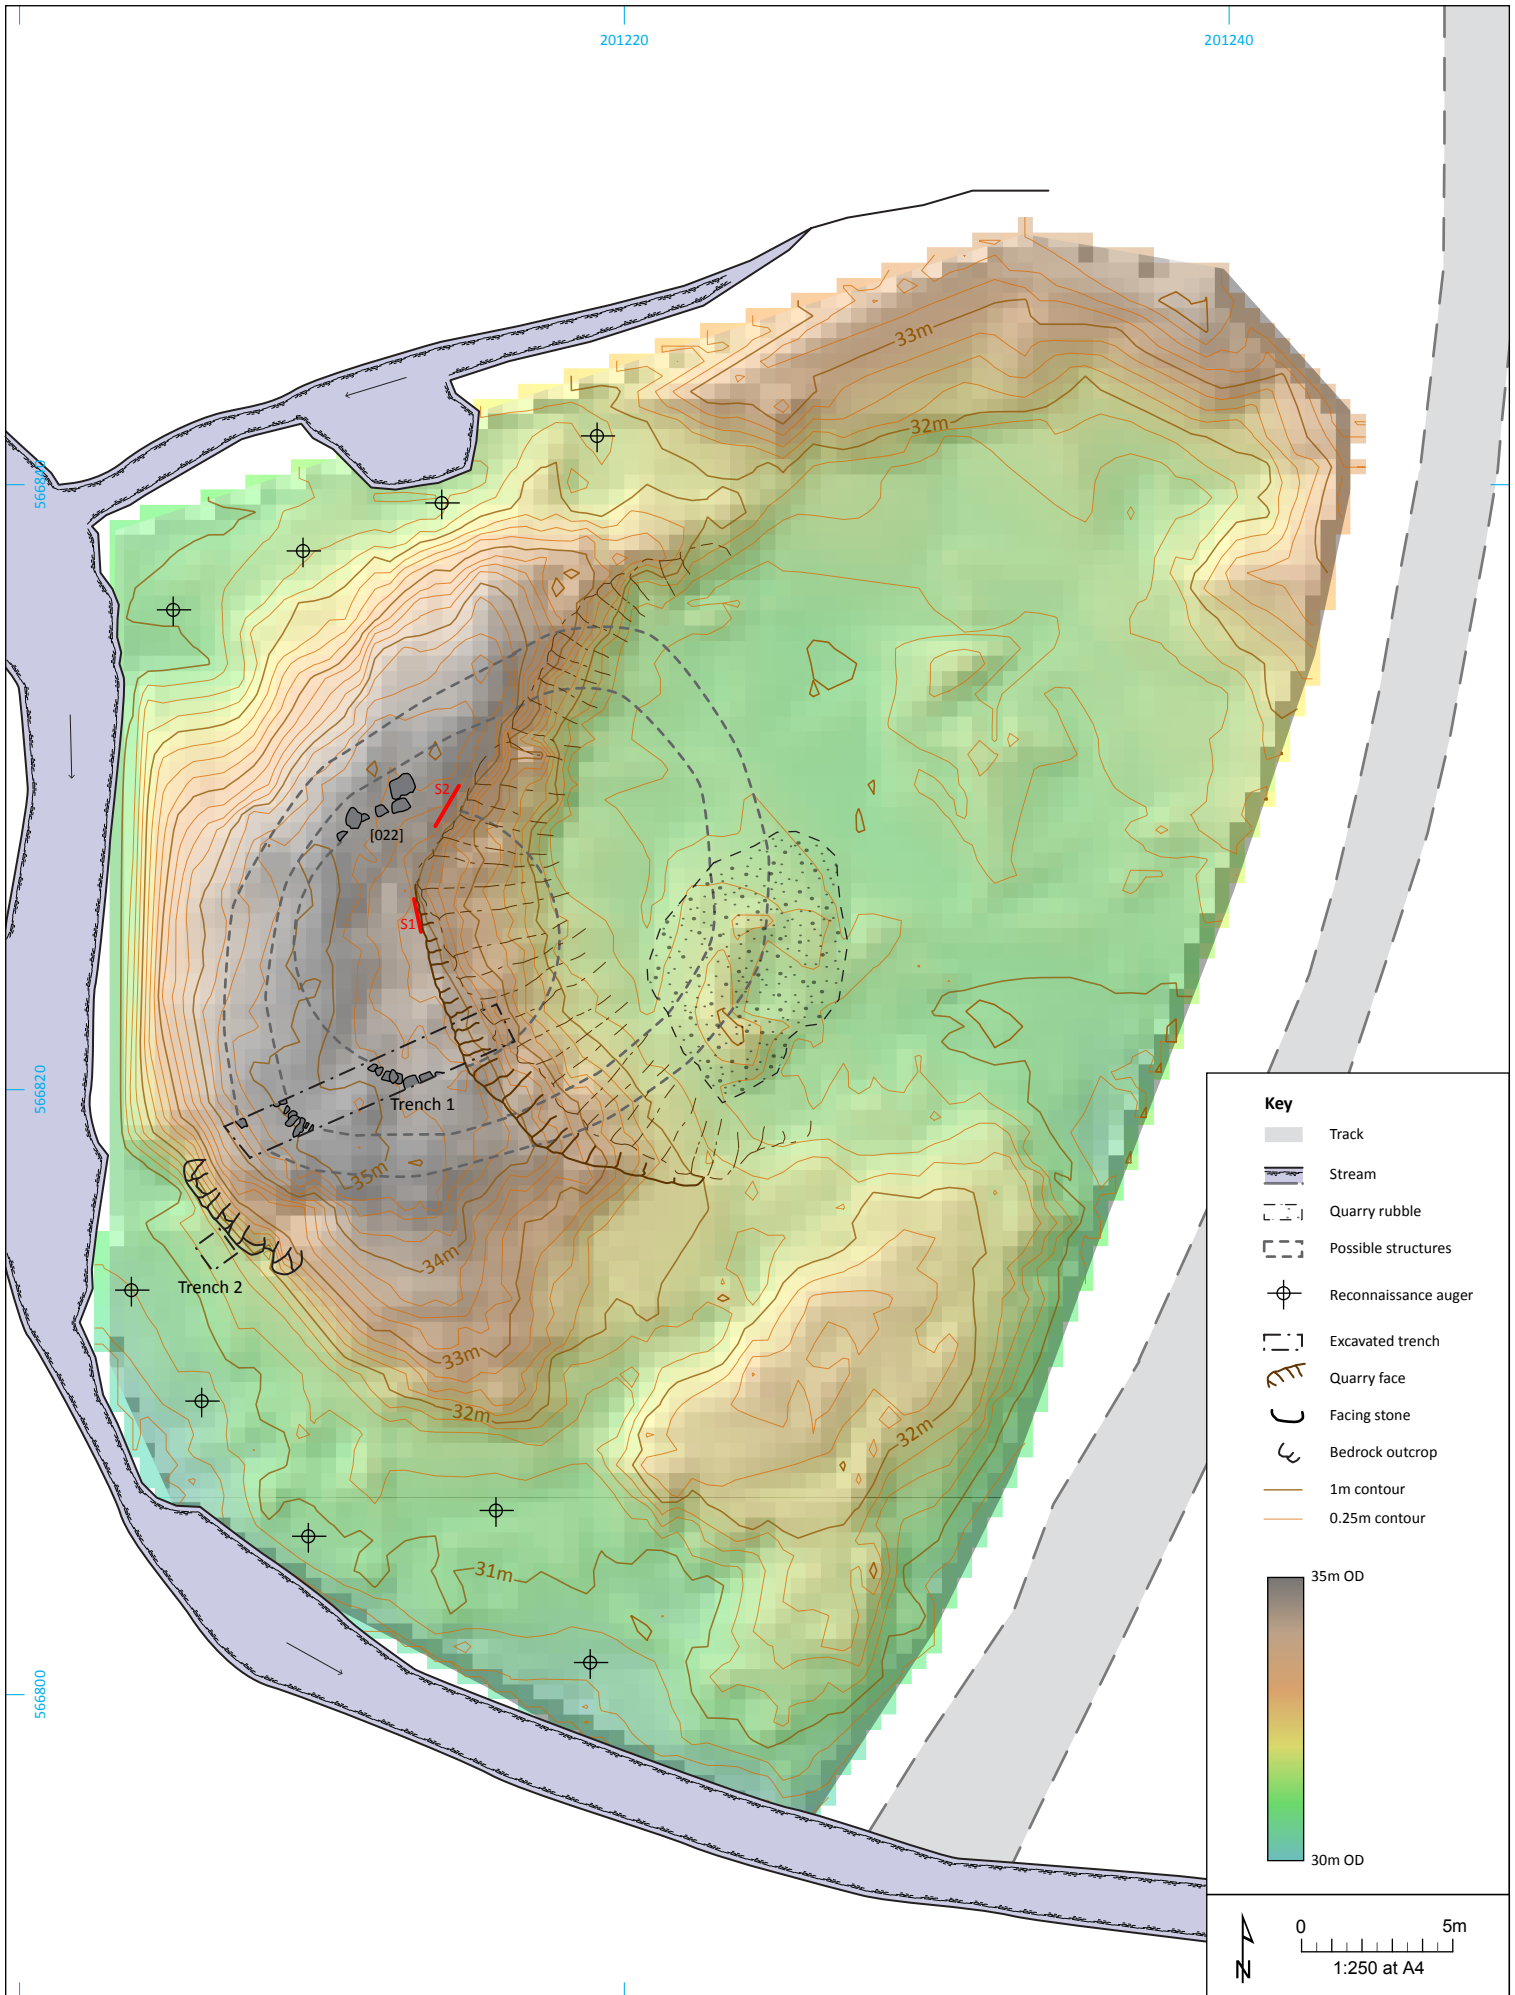 201220
201240
33m
32m
566840
S2
[022]
S1
566820
Trench 1
35m
34m
Trench 2
33m
32m
32m
31m
566800
Key
Track
Stream
Quarry rubble
Possible structures
Reconnaissance auger
Excavated trench
Quarry face
Facing stone
Bedrock outcrop
1m contour
0.25m contour
35m OD
30m OD
0 5m
N
1:250 at A4